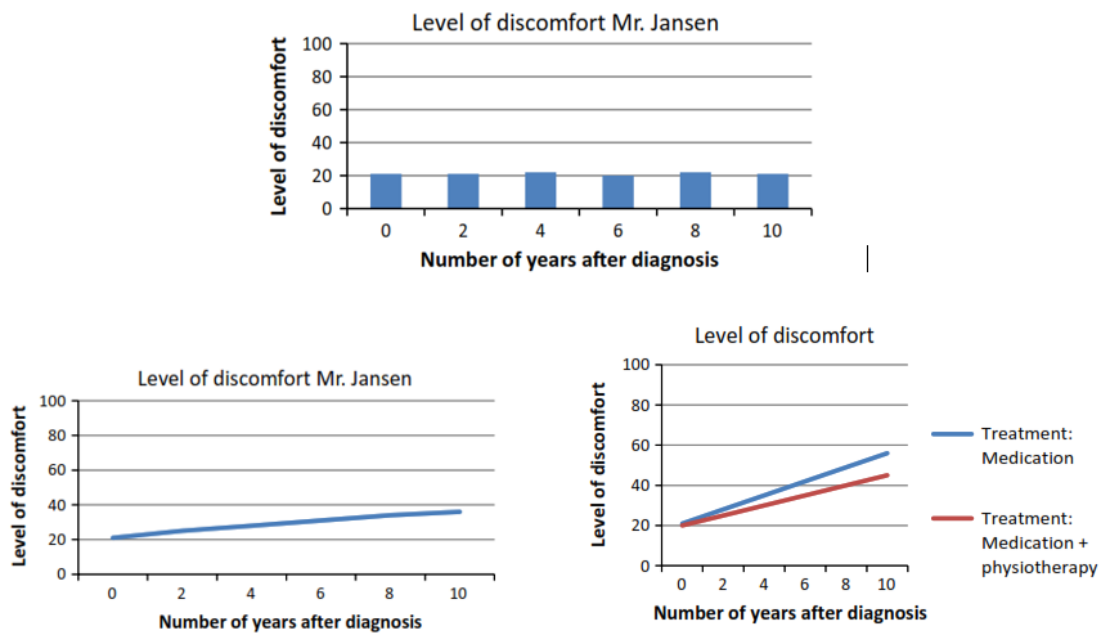 Level of discomfort Mr. Jansen
100
80
60
40
20
0
Level of discomfort
0 2 4 6 8 10
Number of years after diagnosis
Level of discomfort Mr. Jansen
100
80
60
40
20
0
Level of discomfort
0 2 4 6 8 10
Number of years after diagnosis
Level of discomfort
100
80
60
40
20
0
Level of discomfort
0 2 4 6 8 10
Number of years after diagnosis
Treatment:
Medication
Treatment:
Medication +
physiotherapy